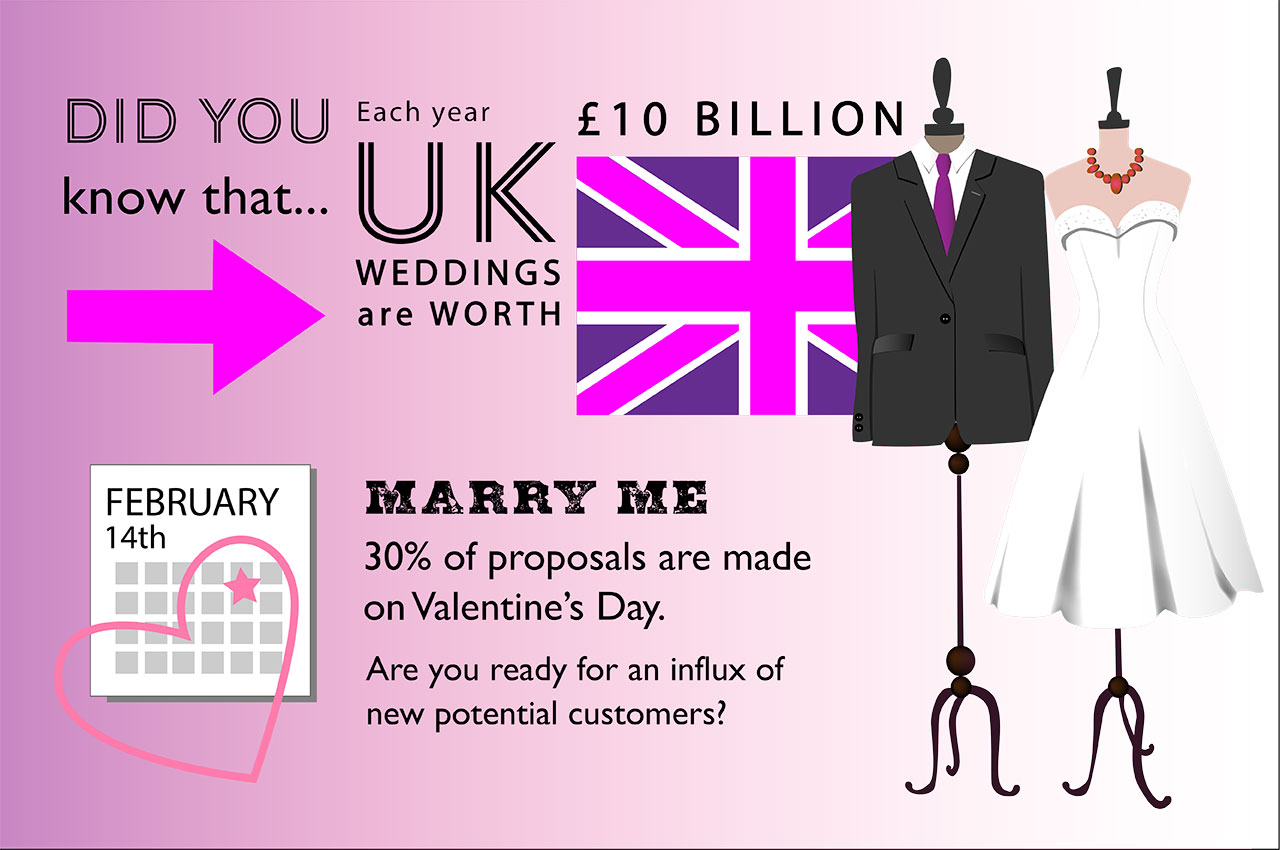 DID YOU
know that...
Each year
UK
WEDDINGS
are WORTH
£10 BILLION
FEBRUARY
14th
MARRY ME
30% of proposals are made
on Valentine's Day.
Are you ready for an influx of
new potential customers?